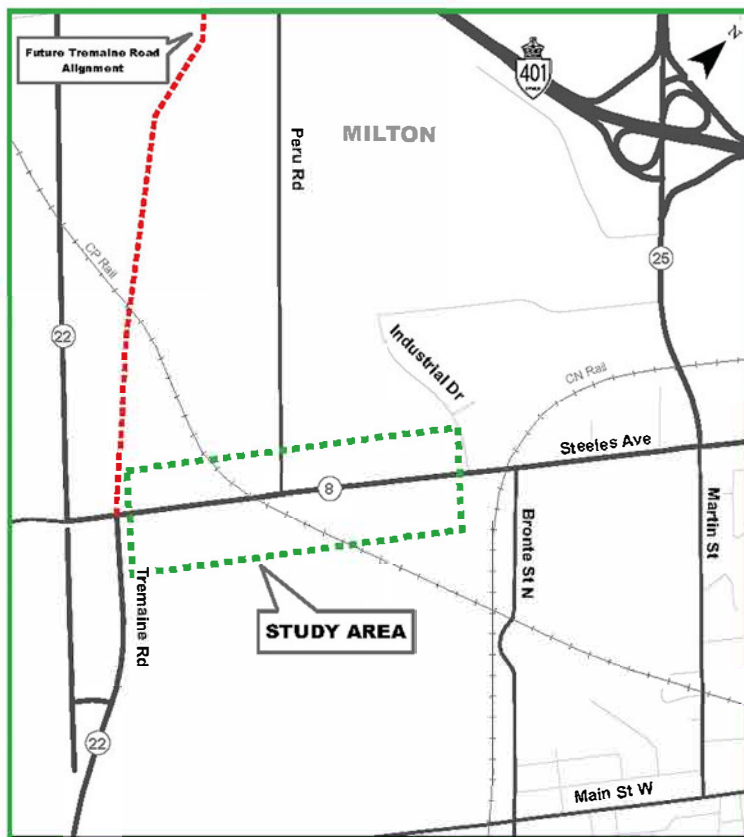 Future Tremaine Road
Alignment
N
401
MILTON
Peru Rd
CP Rail
25
22
Industrial Dr
CN Rail
Steeles Ave
8
Bronte St N
Martin St
Tremaine Rd
STUDY AREA
22
Main St W